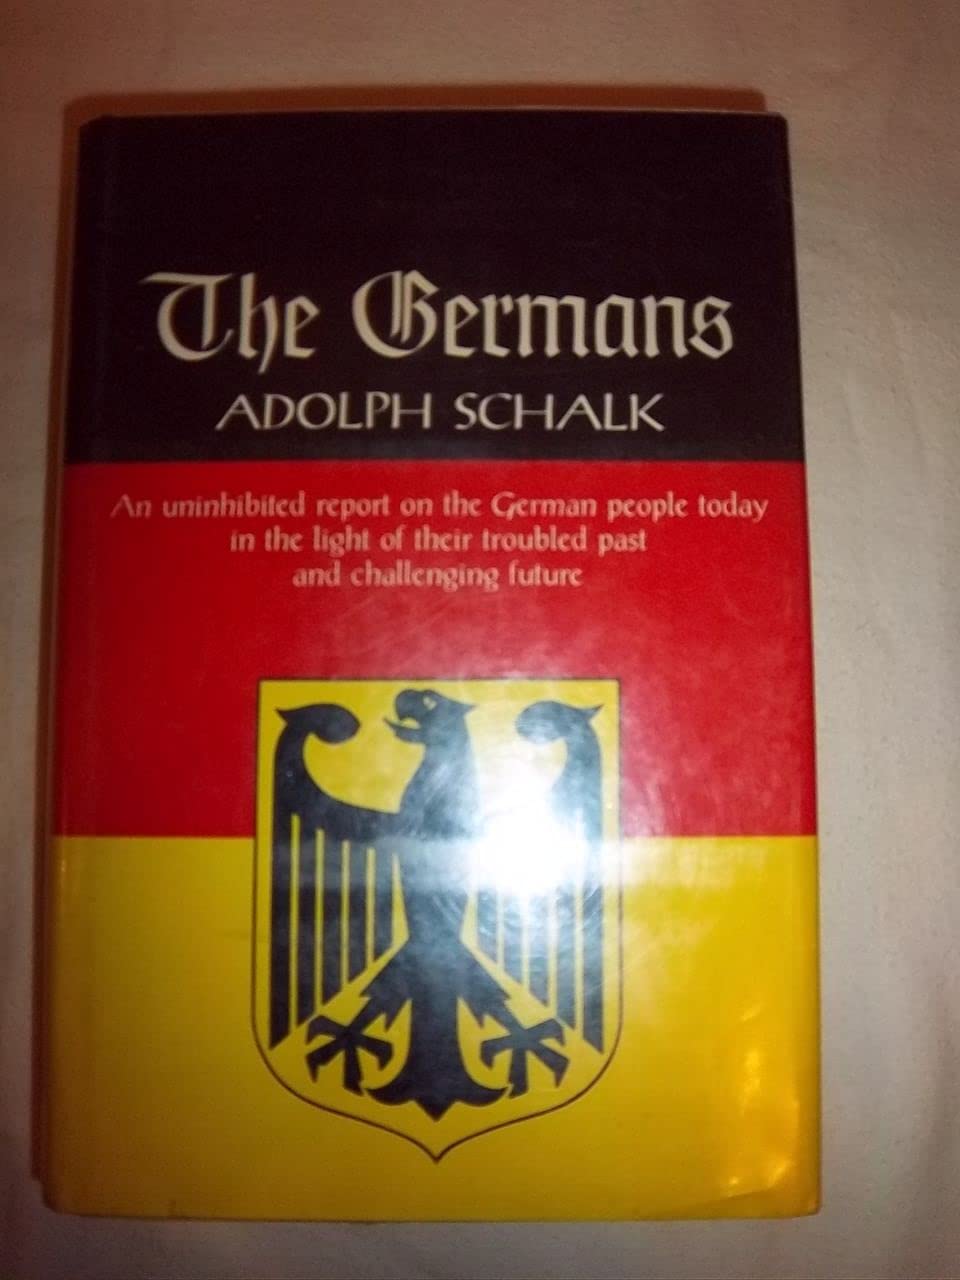 The Germans
ADOLPH SCHALK
An uninhibited report on the German people today
in the light of their troubled past
and challenging future